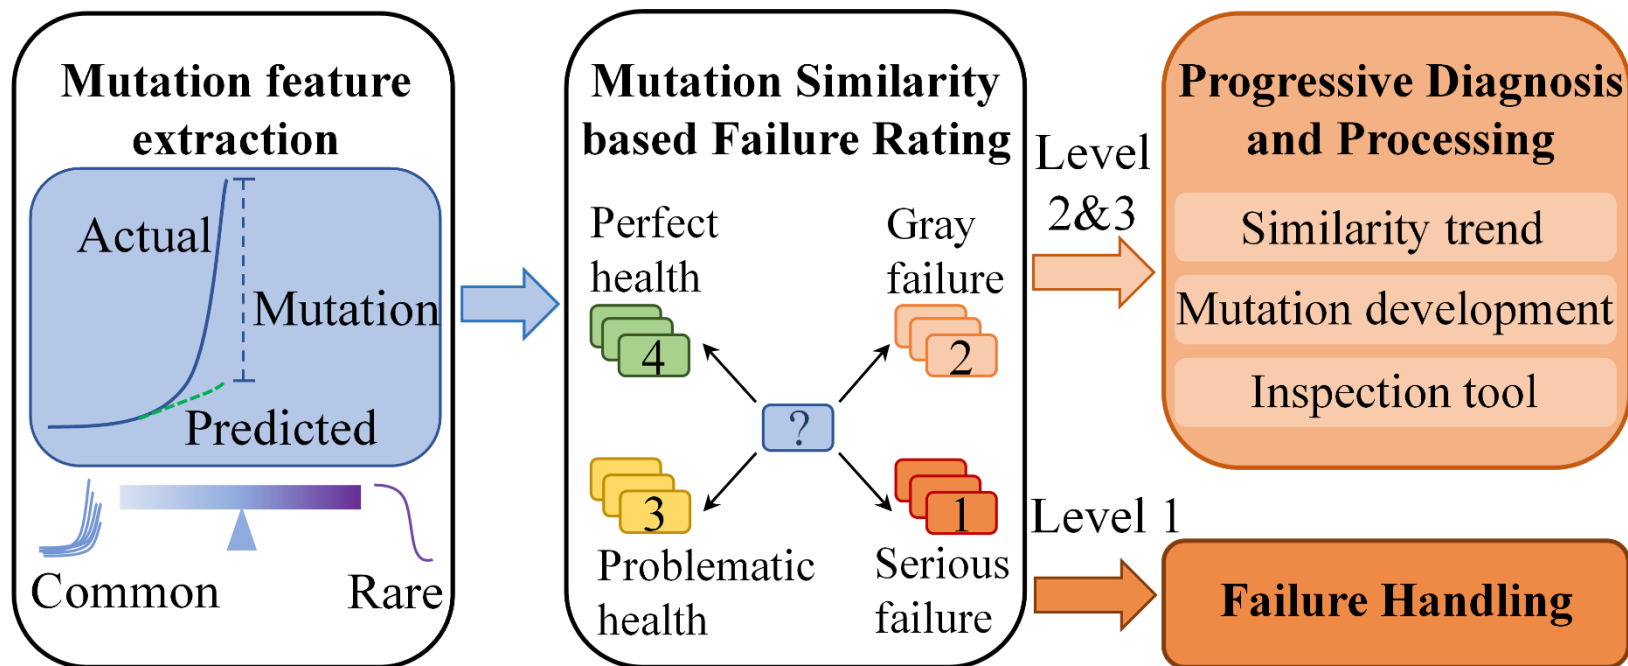 Mutation feature
extraction
Actual
Mutation
Predicted
Common
Rare
Mutation Similarity
based Failure Rating
Perfect
health
4
Gray
failure
2
?
3
Problematic
health
1
Serious
failure
Level
2&3
Level 1
Progressive Diagnosis
and Processing
Similarity trend
Mutation development
Inspection tool
Failure Handling